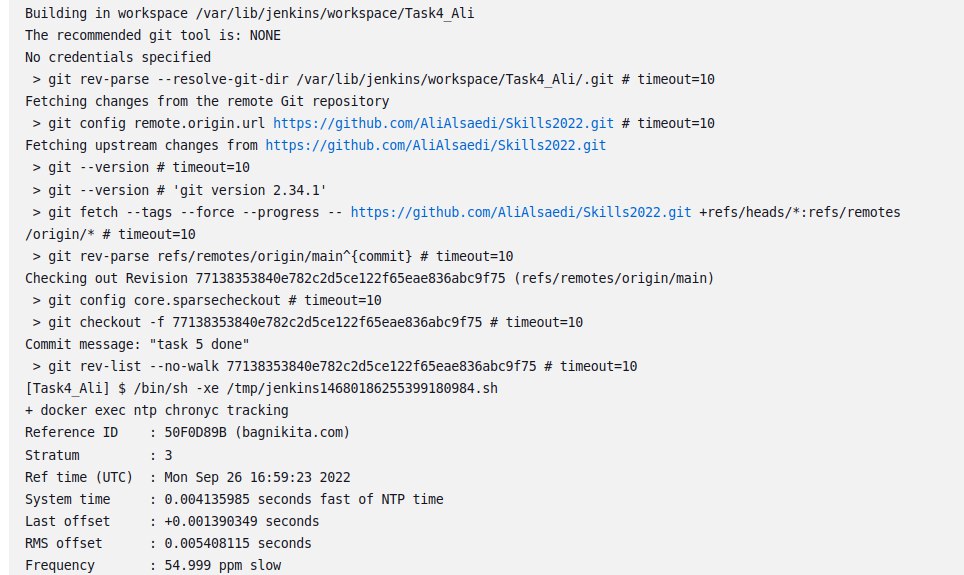 Building in workspace /var/lib/jenkins/workspace/Task4_Ali
The recommended git tool is: NONE
No credentials specified
 > git rev-parse --resolve-git-dir /var/lib/jenkins/workspace/Task4_Ali/.git # timeout=10
Fetching changes from the remote Git repository
 > git config remote.origin.url https://github.com/AliAlsaedi/Skills2022.git # timeout=10
Fetching upstream changes from https://github.com/AliAlsaedi/Skills2022.git
 > git --version # timeout=10
 > git --version # 'git version 2.34.1'
 > git fetch --tags --force --progress -- https://github.com/AliAlsaedi/Skills2022.git +refs/heads/*:refs/remotes
/origin/* # timeout=10
 > git rev-parse refs/remotes/origin/main^{commit} # timeout=10
Checking out Revision 77138353840e782c2d5ce122f65eae836abc9f75 (refs/remotes/origin/main)
 > git config core.sparsecheckout # timeout=10
 > git checkout -f 77138353840e782c2d5ce122f65eae836abc9f75 # timeout=10
Commit message: "task 5 done"
 > git rev-list --no-walk 77138353840e782c2d5ce122f65eae836abc9f75 # timeout=10
[Task4_Ali] $ /bin/sh -xe /tmp/jenkins14680186255399180984.sh
+ docker exec ntp chronyc tracking
Reference ID    : 50F0D89B (bagnikita.com)
Stratum         : 3
Ref time (UTC)  : Mon Sep 26 16:59:23 2022
System time     : 0.004135985 seconds fast of NTP time
Last offset     : +0.001390349 seconds
RMS offset      : 0.005408115 seconds
Frequency       : 54.999 ppm slow